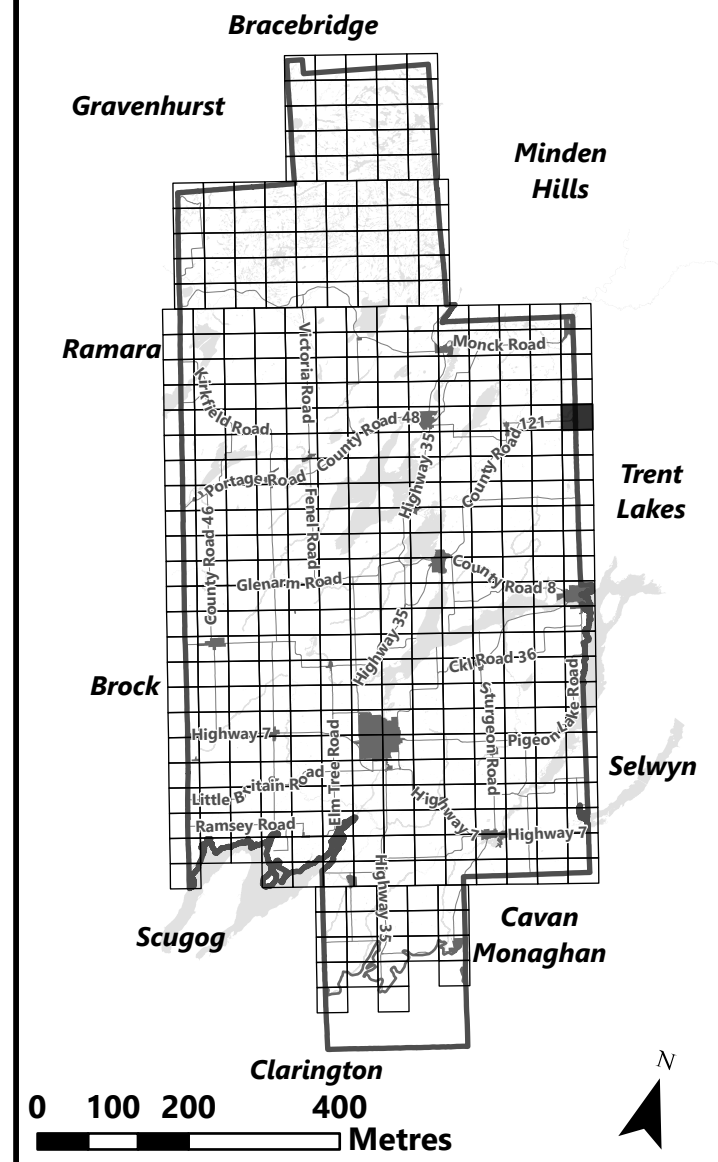 Bracebridge
Gravenhurst
Minden
Hills
Ramara
Monck Road
Victoria Road
Kirkfield Road
County Road 48
County Road 121
Highway 35
Portage Road
Trent
Lakes
Fenel Road
County Road 46
Glenarm Road
County Road 8
Highway 35
Ckl Road 36
Brock
Sturgeon Road
Pigeon Lake Road
Highway 7
Elm Tree Road
Selwyn
Little Britain Road
Highway 7
Ramsey Road
Highway 7
Highway 35
Scugog
Cavan
Monaghan
Clarington
N
0 100 200 400
Metres